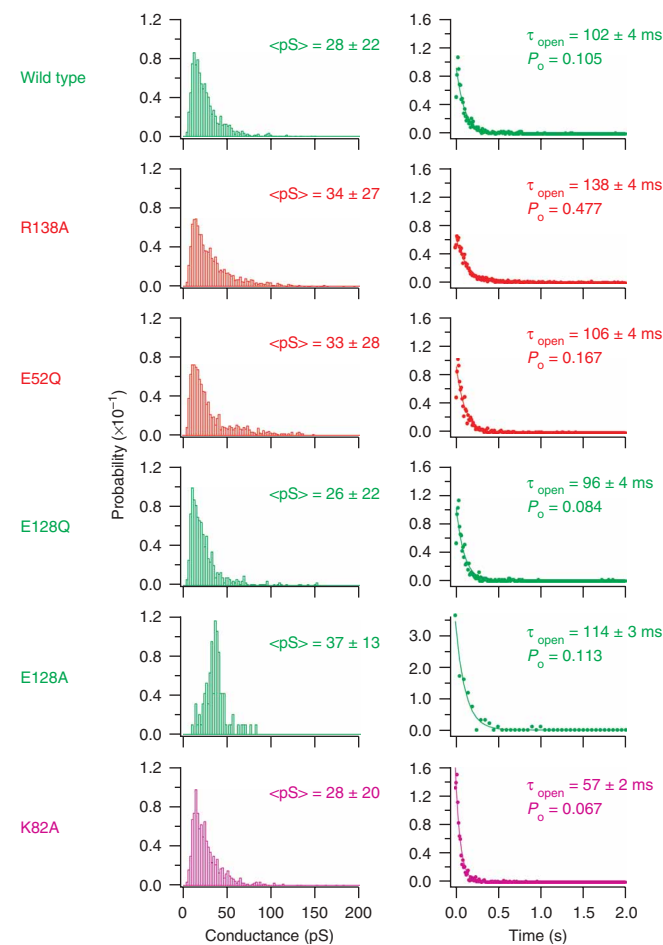 1.2
0.8
0.4
0.0
Wild type
<pS> = 28 ± 22
1.6
1.2
0.8
0.4
0.0
τ open = 102 ± 4 ms
Po = 0.105
1.2
0.8
0.4
0.0
R138A
<pS> = 34 ± 27
1.6
1.2
0.8
0.4
0.0
τ open = 138 ± 4 ms
Po = 0.477
1.2
0.8
0.4
0.0
E52Q
<pS> = 33 ± 28
1.6
1.2
0.8
0.4
0.0
τ open = 106 ± 4 ms
Po = 0.167
Probability (×10−1)
1.2
0.8
0.4
0.0
E128Q
<pS> = 26 ± 22
1.6
1.2
0.8
0.4
0.0
τ open = 96 ± 4 ms
Po = 0.084
1.2
0.8
0.4
0.0
E128A
<pS> = 37 ± 13
3.0
2.0
1.0
0.0
τ open = 114 ± 3 ms
Po = 0.113
1.2
0.8
0.4
0.0
K82A
<pS> = 28 ± 20
1.6
1.2
0.8
0.4
0.0
τ open = 57 ± 2 ms
Po = 0.067
0 50 100 150 200
Conductance (pS)
0.0 0.5 1.0 1.5 2.0
Time (s)